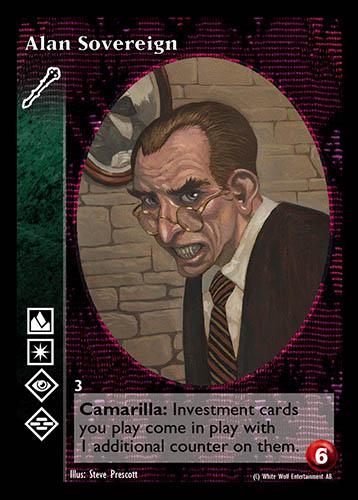 Alan Sovereign
3
Camarilla: Investment cards
you play come in play with
1 additional counter on them.
6
Illus: Steve Prescott
(C) White Wolf Entertainment AB